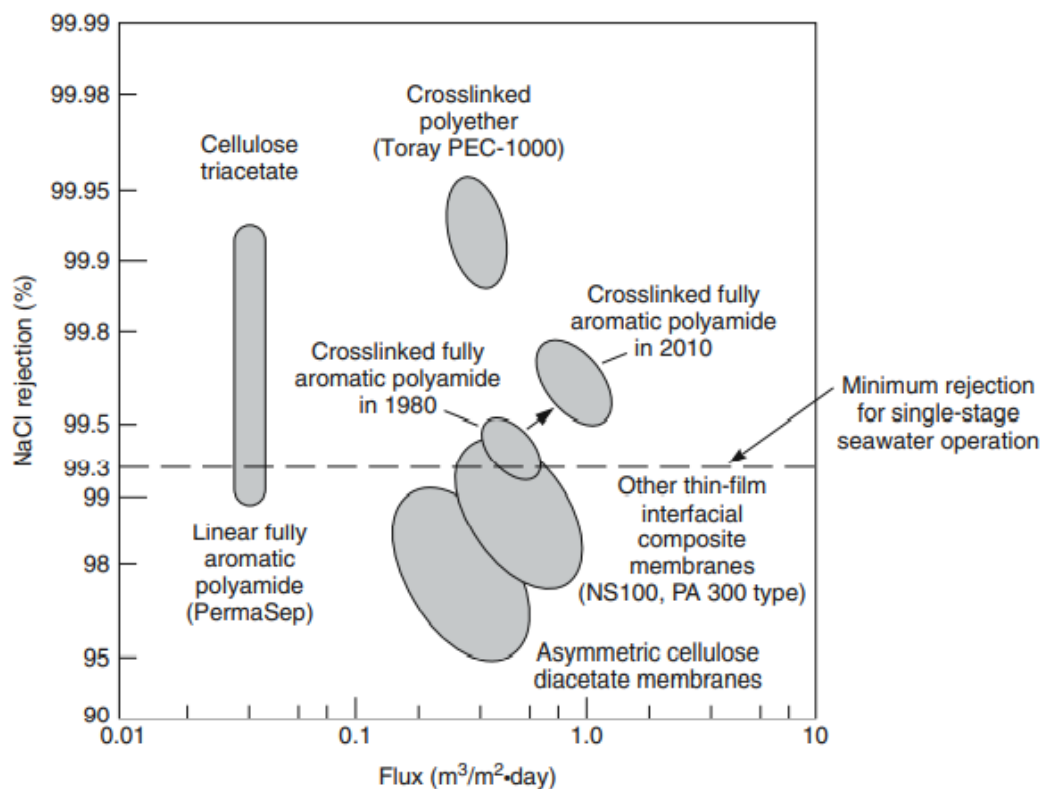 99.99
99.98
99.95
99.9
99.8
99.5
99.3
99
98
95
90
NaCl rejection (%)
0.01
0.1
1.0
10
Flux (m³/m²•day)
Cellulose
triacetate
Crosslinked
polyether
(Toray PEC-1000)
Crosslinked fully
aromatic polyamide
in 2010
Crosslinked fully
aromatic polyamide
in 1980
Minimum rejection
for single-stage
seawater operation
Linear fully
aromatic
polyamide
(PermaSep)
Other thin-film
interfacial
composite
membranes
(NS100, PA 300 type)
Asymmetric cellulose
diacetate membranes